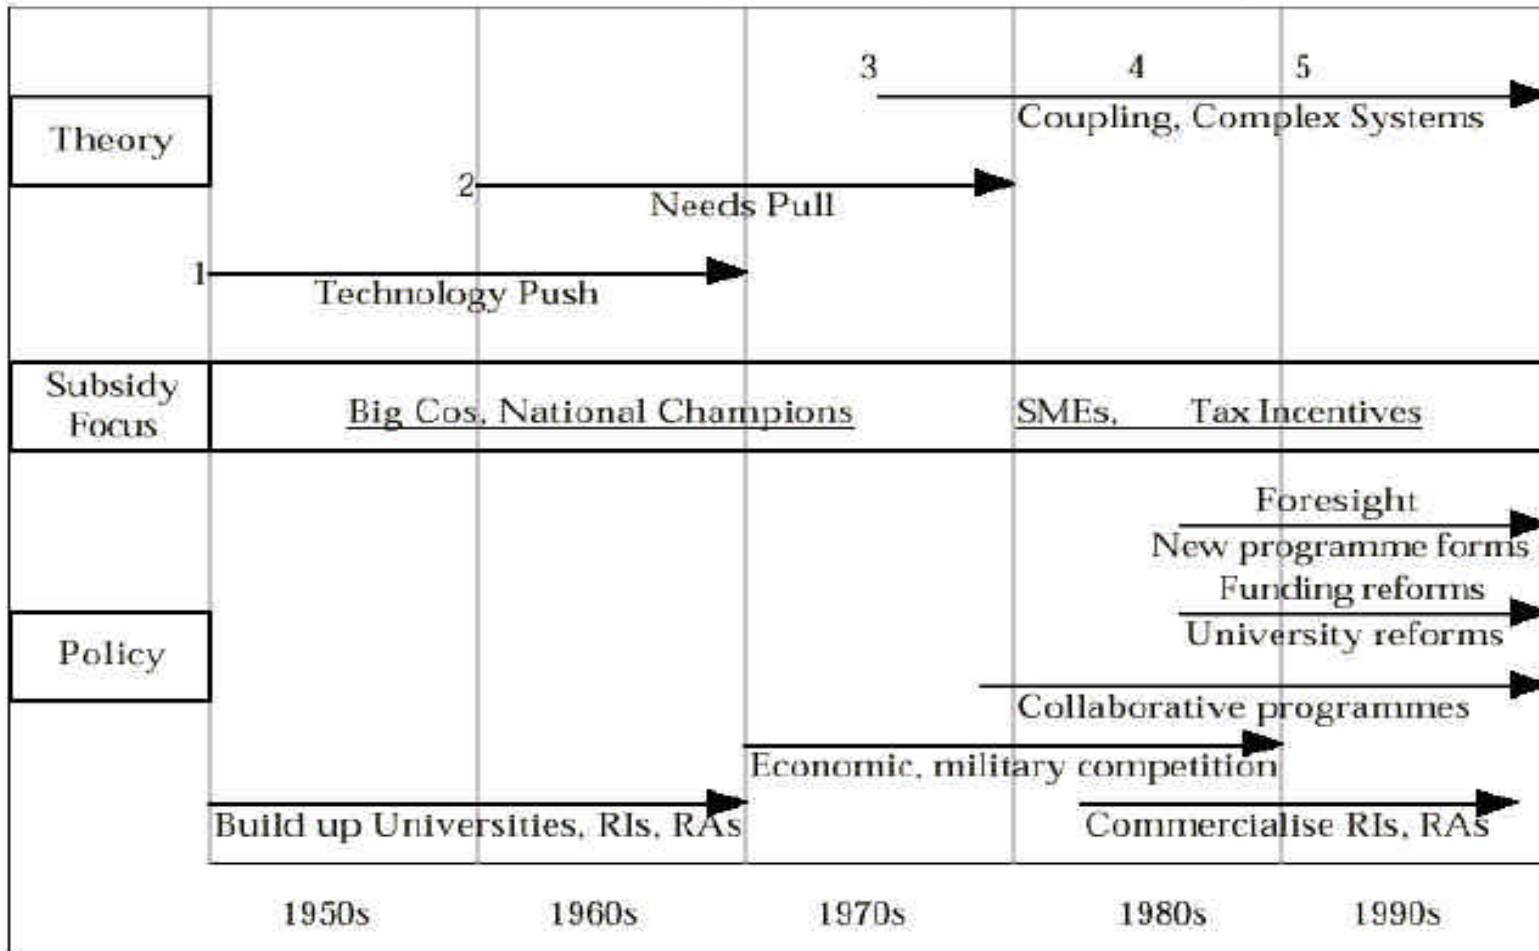 3 4 5
Theory
Coupling, Complex Systems
2
Needs Pull
1
Technology Push
Subsidy
Focus
Big Cos, National Champions
SMEs, Tax Incentives
Foresight
New programme forms
Funding reforms
University reforms
Policy
Collaborative programmes
Economic, military competition
Build up Universities, RIs, RAs
Commercialise RIs, RAs
1950s 1960s 1970s 1980s 1990s